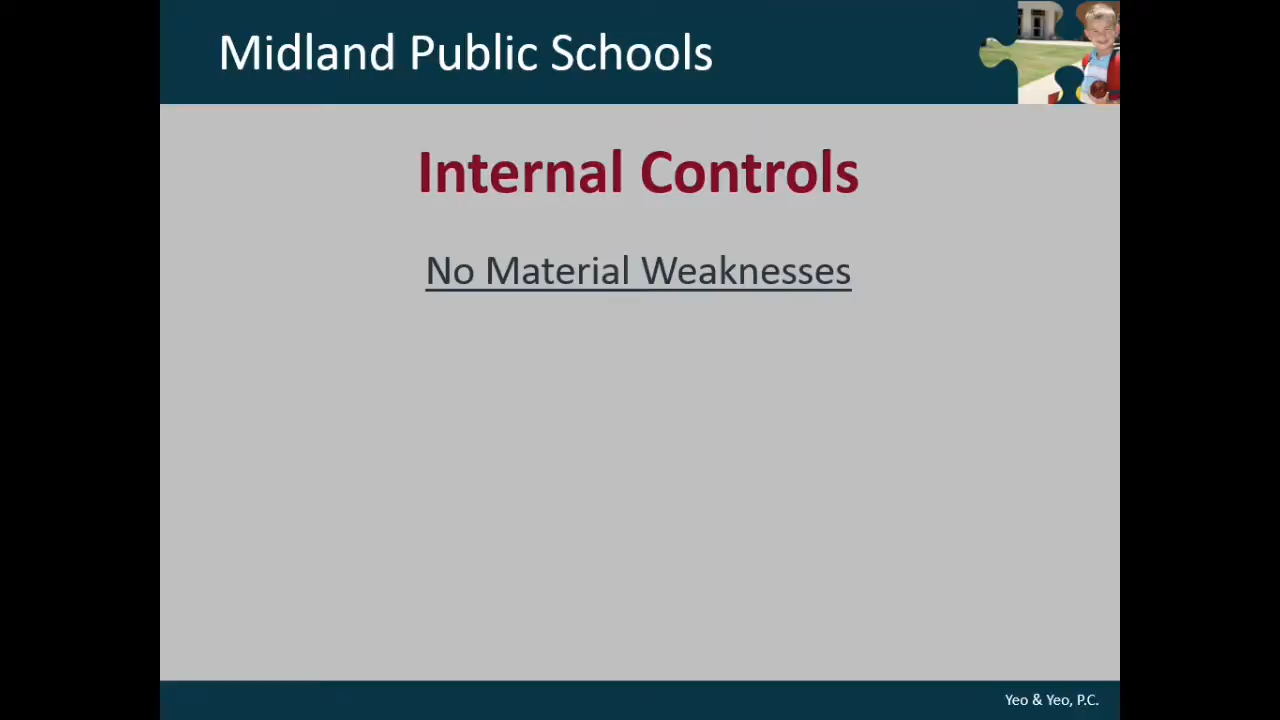 Midland Public Schools
Internal Controls
No Material Weaknesses
Yeo & Yeo, P.C.